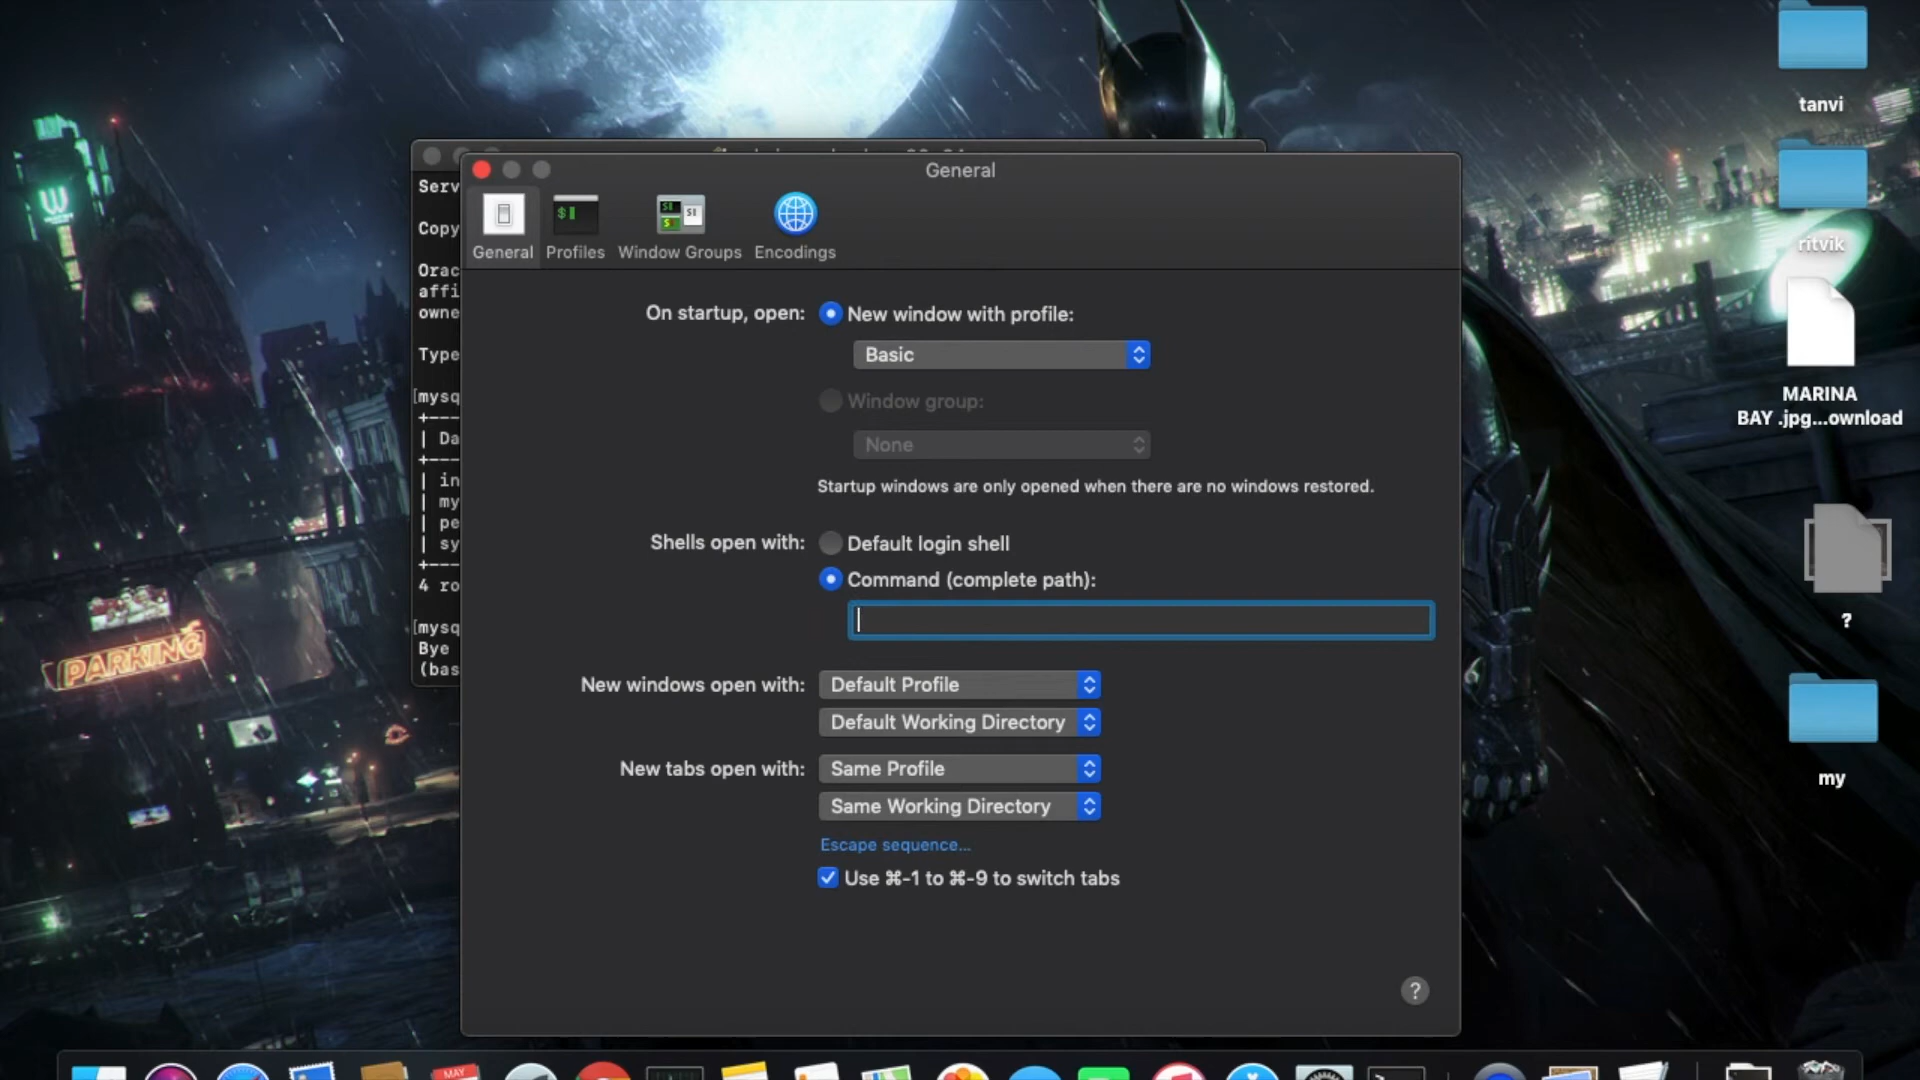 General
General
Profiles
Window Groups
Encodings
On startup, open:
New window with profile:
Basic
Window group:
None
Startup windows are only opened when there are no windows restored.
Shells open with:
Default login shell
Command (complete path):
New windows open with:
Default Profile
Default Working Directory
New tabs open with:
Same Profile
Same Working Directory
Escape sequence...
Use ⌘-1 to ⌘-9 to switch tabs
?
Serv
Copy
Orac
affi
owne
Type
[mysq
+---
| Da
+---
| in
| my
| pe
| sy
+---
4 ro
[mysq
Bye
(bas
tanvi
ritvik
MARINA
BAY .jpg...ownload
?
my
PARKING
MAY